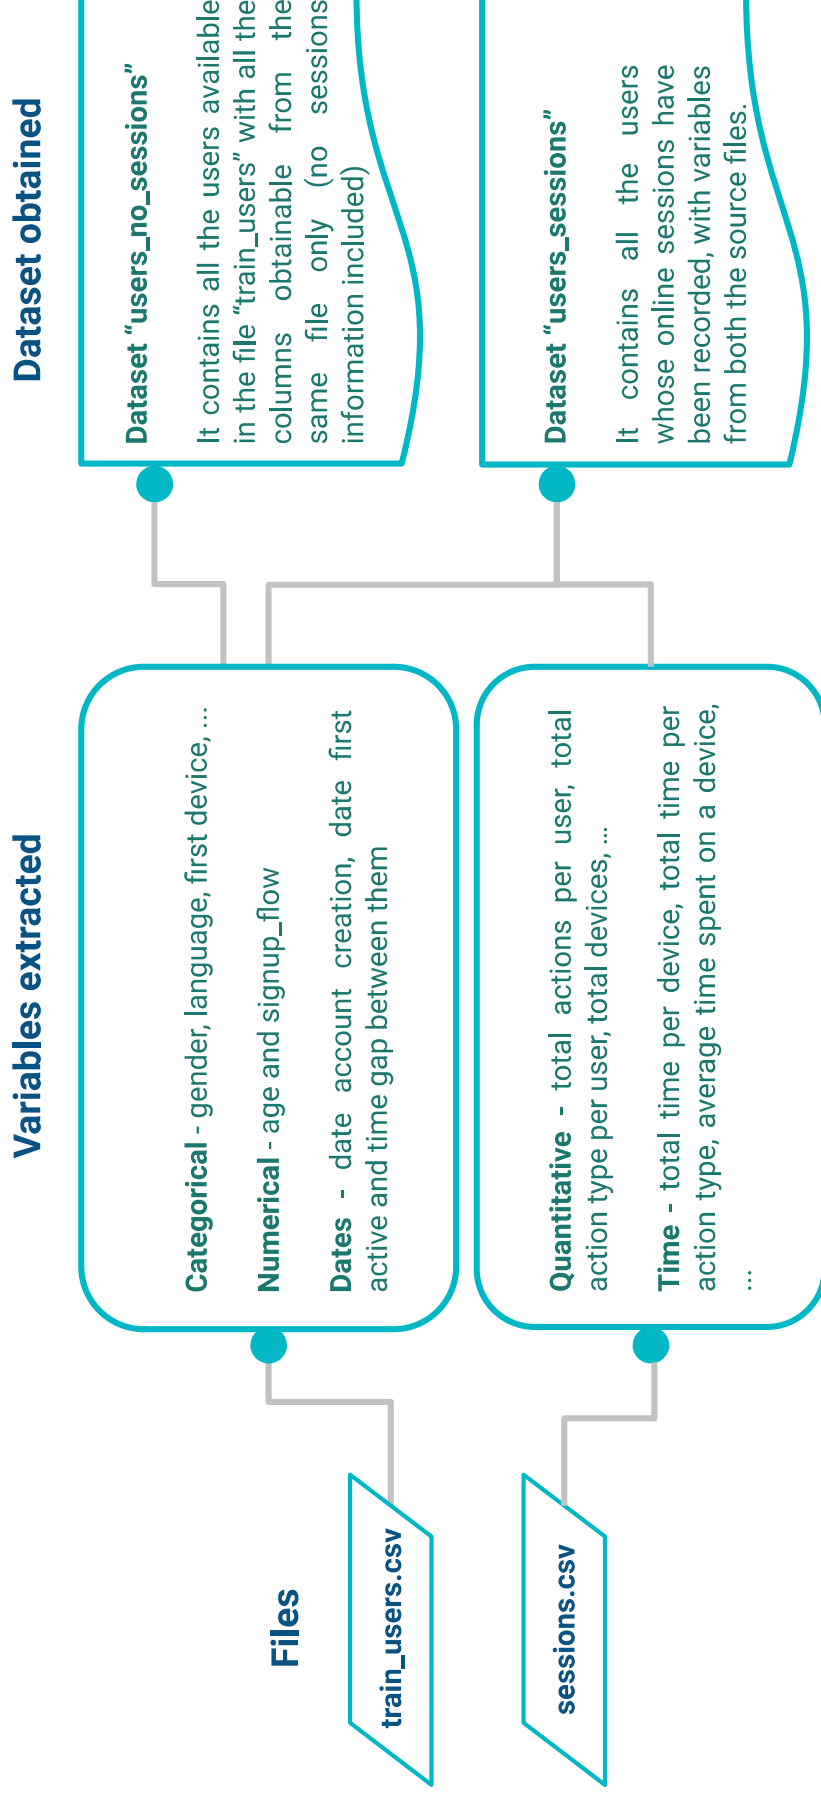 Files
train_users.csv
sessions.csv
Variables extracted
Categorical - gender, language, first device, ...
Numerical - age and signup_flow
Dates - date account creation, date first
active and time gap between them
Quantitative - total actions per user, total
action type per user, total devices, ...
Time - total time per device, total time per
action type, average time spent on a device,
...
Dataset obtained
Dataset “users_no_sessions”
It contains all the users available
in the file “train_users” with all the
columns obtainable from the
same file only (no sessions
information included)
Dataset “users_sessions”
It contains all the users
whose online sessions have
been recorded, with variables
from both the source files.